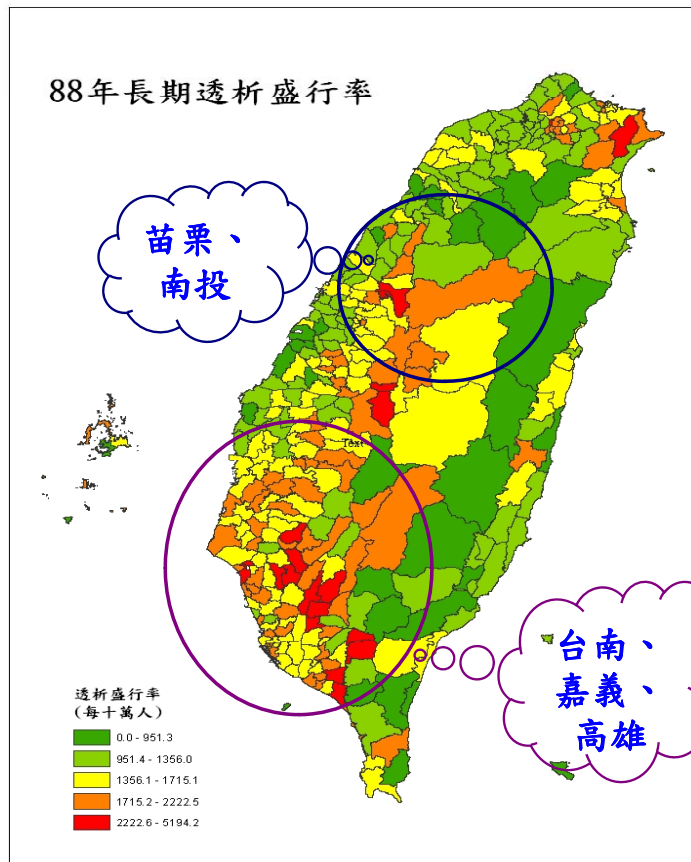 88年長期透析盛行率
苗栗、
南投
Text
台南、
嘉義、
高雄
透析盛行率
(每十萬人)
0.0 - 951.3
951.4 - 1356.0
1356.1 - 1715.1
1715.2 - 2222.5
2222.6 - 5194.2